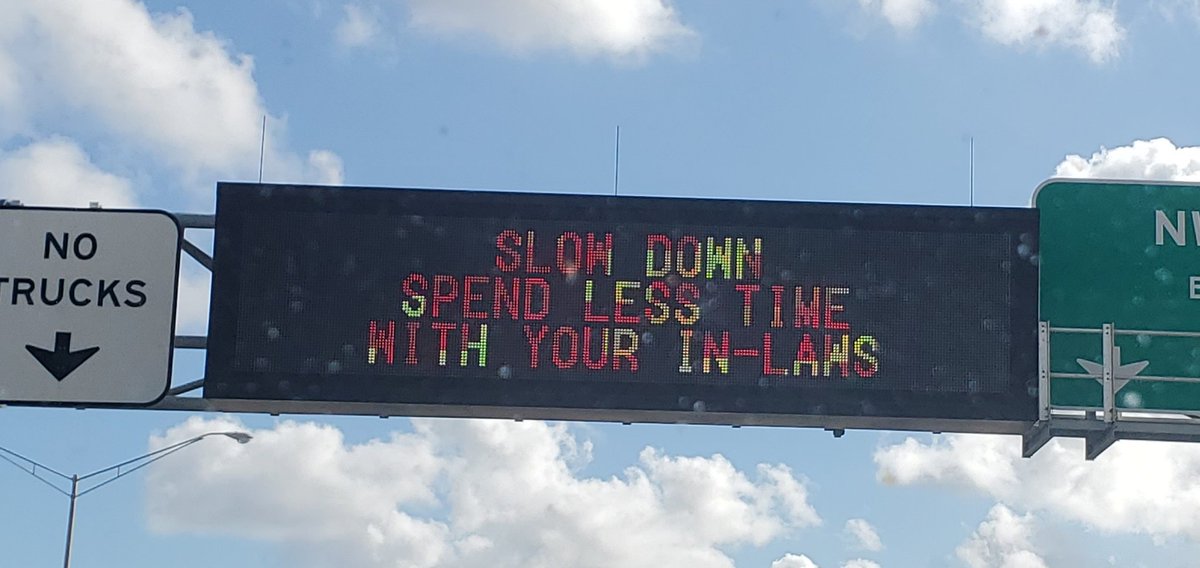 NO
TRUCKS
SLOW DOWN
SPEND LESS TIME
WITH YOUR IN-LAWS